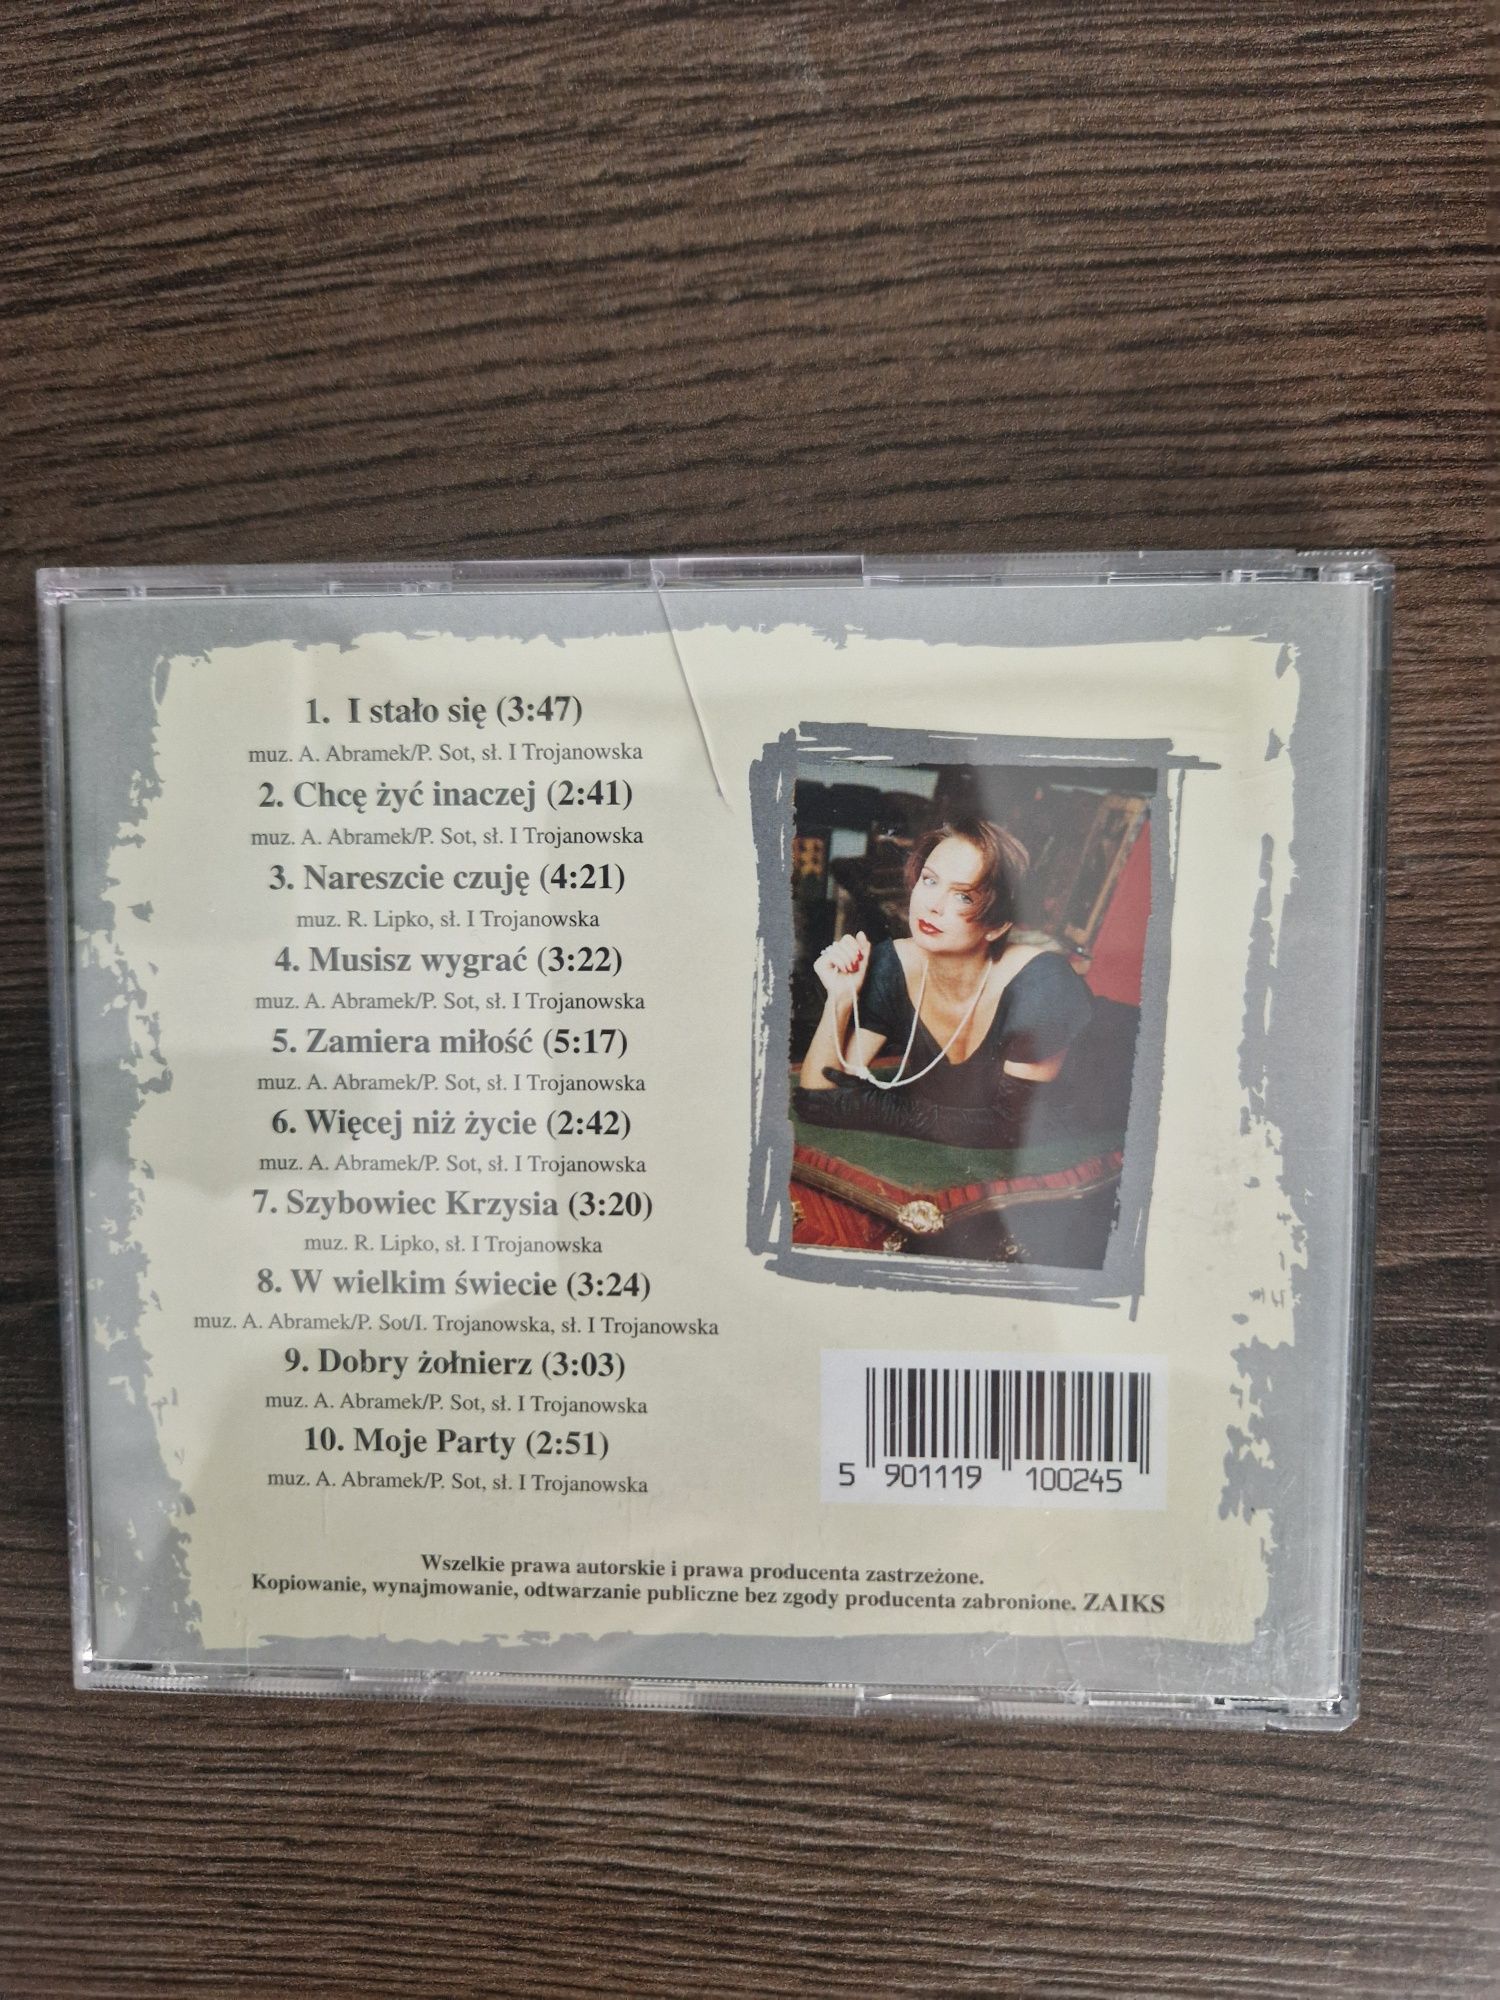 1. I stało się (3:47)
muz. A. Abramek/P. Sot, sł. I Trojanowska
2. Chcę żyć inaczej (2:41)
muz. A. Abramek/P. Sot, sł. I Trojanowska
3. Nareszcie czuję (4:21)
muz. R. Lipko, sł. I Trojanowska
4. Musisz wygrać (3:22)
muz. A. Abramek/P. Sot, sł. I Trojanowska
5. Zamiera miłość (5:17)
muz. A. Abramek/P. Sot, sł. I Trojanowska
6. Więcej niż życie (2:42)
muz. A. Abramek/P. Sot, sł. I Trojanowska
7. Szybowiec Krzysia (3:20)
muz. R. Lipko, sł. I Trojanowska
8. W wielkim świecie (3:24)
muz. A. Abramek/P. Sot/I. Trojanowska, sł. I Trojanowska
9. Dobry żołnierz (3:03)
muz. A. Abramek/P. Sot, sł. I Trojanowska
10. Moje Party (2:51)
muz. A. Abramek/P. Sot, sł. I Trojanowska
5 901119 100245
Wszelkie prawa autorskie i prawa producenta zastrzeżone.
Kopiowanie, wynajmowanie, odtwarzanie publiczne bez zgody producenta zabronione. ZAIKS